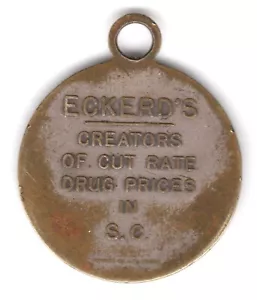 ECKERD'S
CREATORS
OF CUT RATE
DRUG PRICES
IN
S. C.